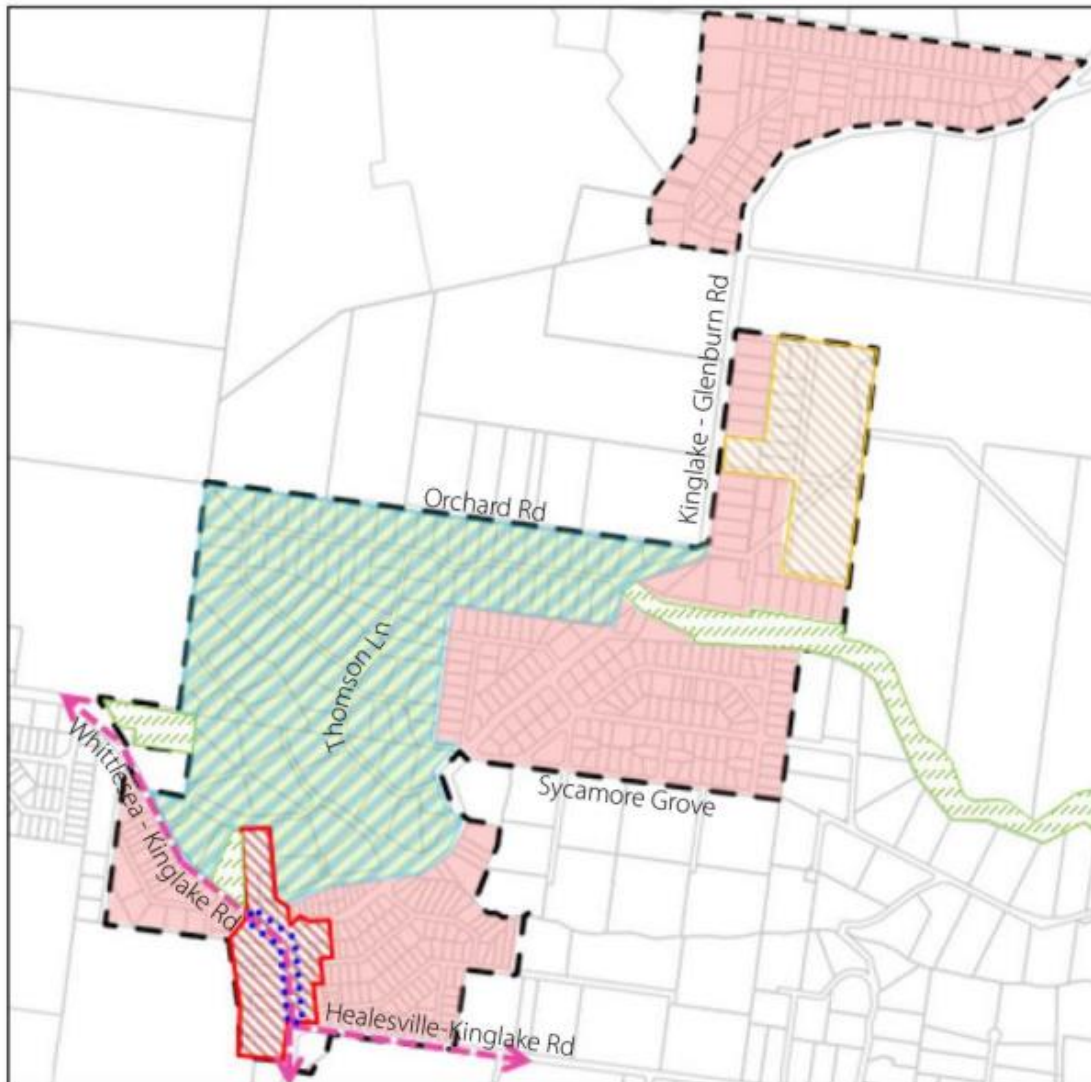 Kinglake - Glenburn Rd
Orchard Rd
Thomson Ln
Whittlesea - Kinglake Rd
Sycamore Grove
Healesville-Kinglake Rd